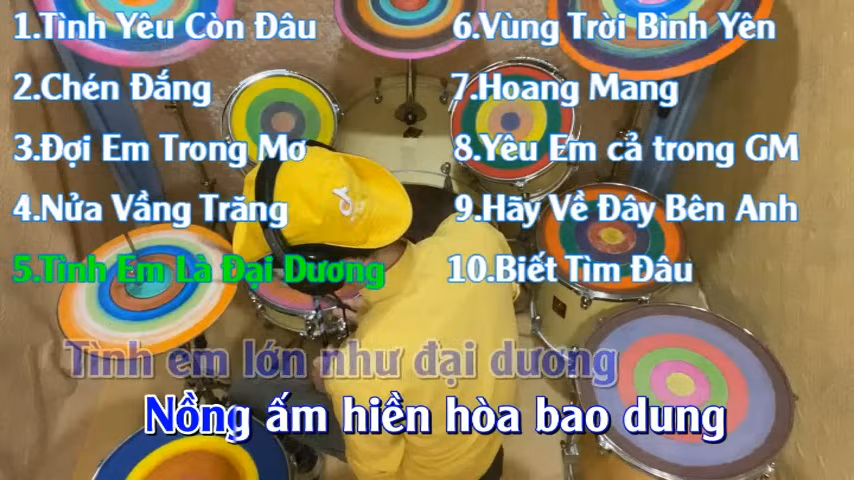 1.Tình Yêu Còn Đâu
2.Chén Đắng
3.Đợi Em Trong Mơ
4.Nửa Vầng Trăng
5.Tình Em Là Đại Dương
6.Vùng Trời Bình Yên
7.Hoang Mang
8.Yêu Em cả trong GM
9.Hãy Về Đây Bên Anh
10.Biết Tìm Đâu
Tình em lớn như đại dương
Nồng ấm hiền hòa bao dung